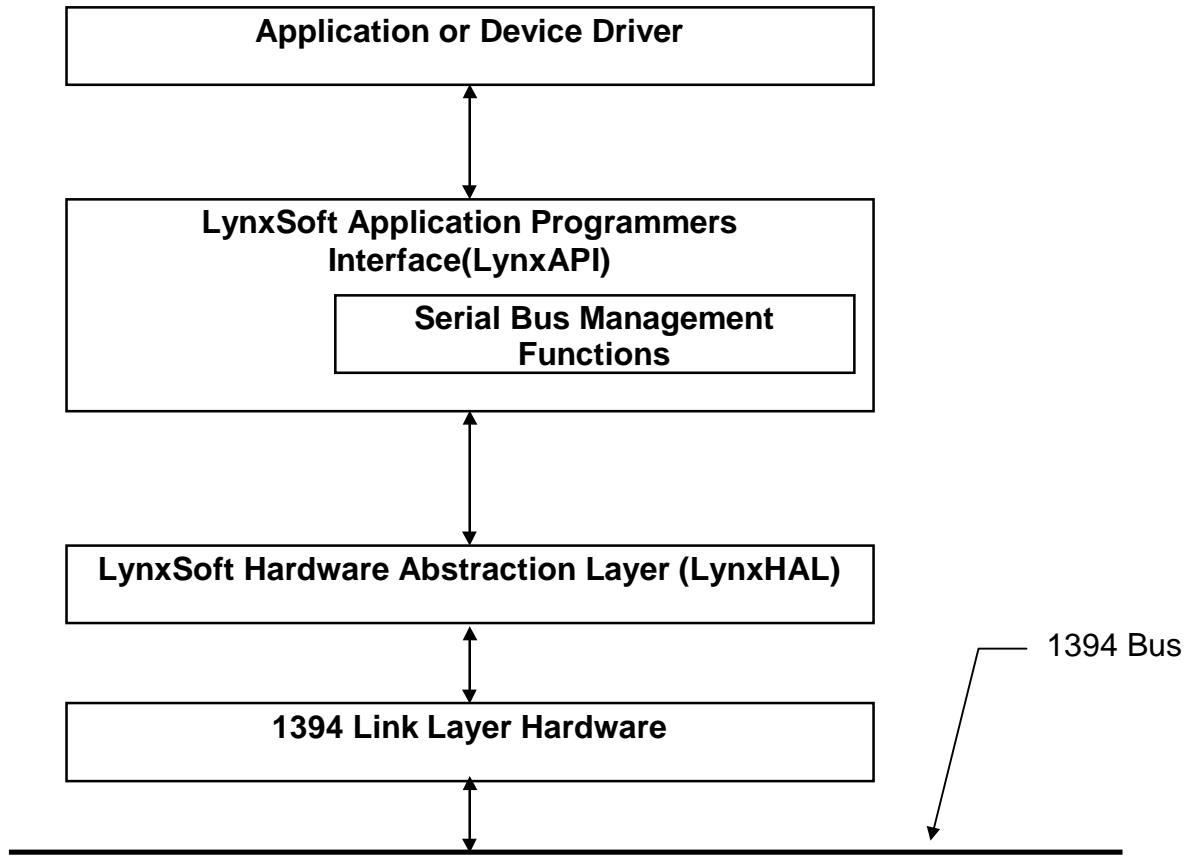 Application or Device Driver
LynxSoft Application Programmers
Interface(LynxAPI)
Serial Bus Management
Functions
LynxSoft Hardware Abstraction Layer (LynxHAL)
1394 Bus
1394 Link Layer Hardware